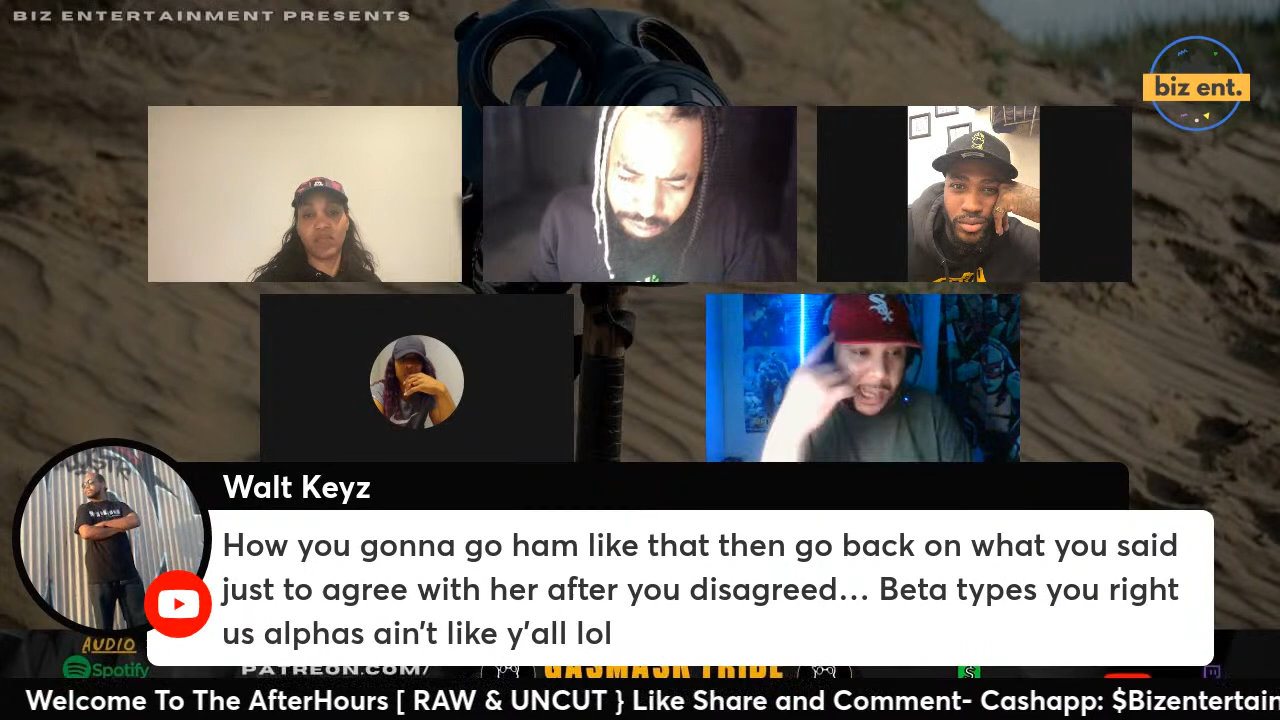 BIZ ENTERTAINMENT PRESENTS
biz ent.
Walt Keyz
How you gonna go ham like that then go back on what you said
just to agree with her after you disagreed... Beta types you right
us alphas ain't like y'all lol
AUDIO
Spotify
PATREON.COM/
GASMASK TRIBE
Welcome To The AfterHours [ RAW & UNCUT } Like Share and Comment- Cashapp: $Bizentertain